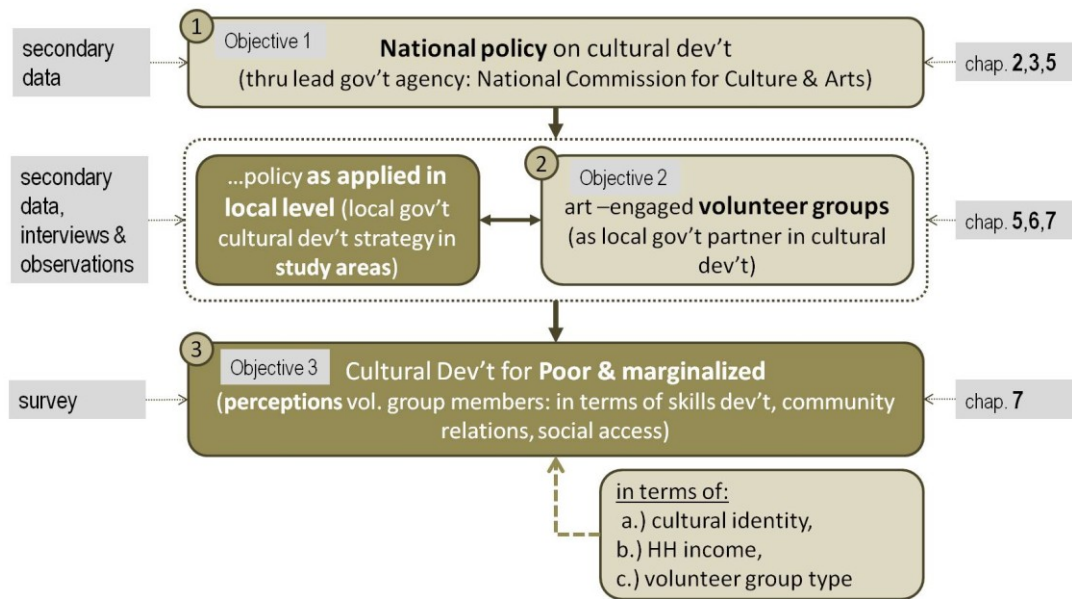 1
Objective 1
National policy on cultural dev't
(thru lead gov't agency: National Commission for Culture & Arts)
secondary
data
chap. 2,3,5
secondary
data,
interviews &
observations
...policy as applied in
local level (local gov't
cultural dev't strategy in
study areas)
2
Objective 2
art –engaged volunteer groups
(as local gov't partner in cultural
dev't)
chap. 5,6,7
3
Objective 3
Cultural Dev't for Poor & marginalized
(perceptions vol. group members: in terms of skills dev't, community
relations, social access)
survey
chap. 7
in terms of:
a.) cultural identity,
b.) HH income,
c.) volunteer group type